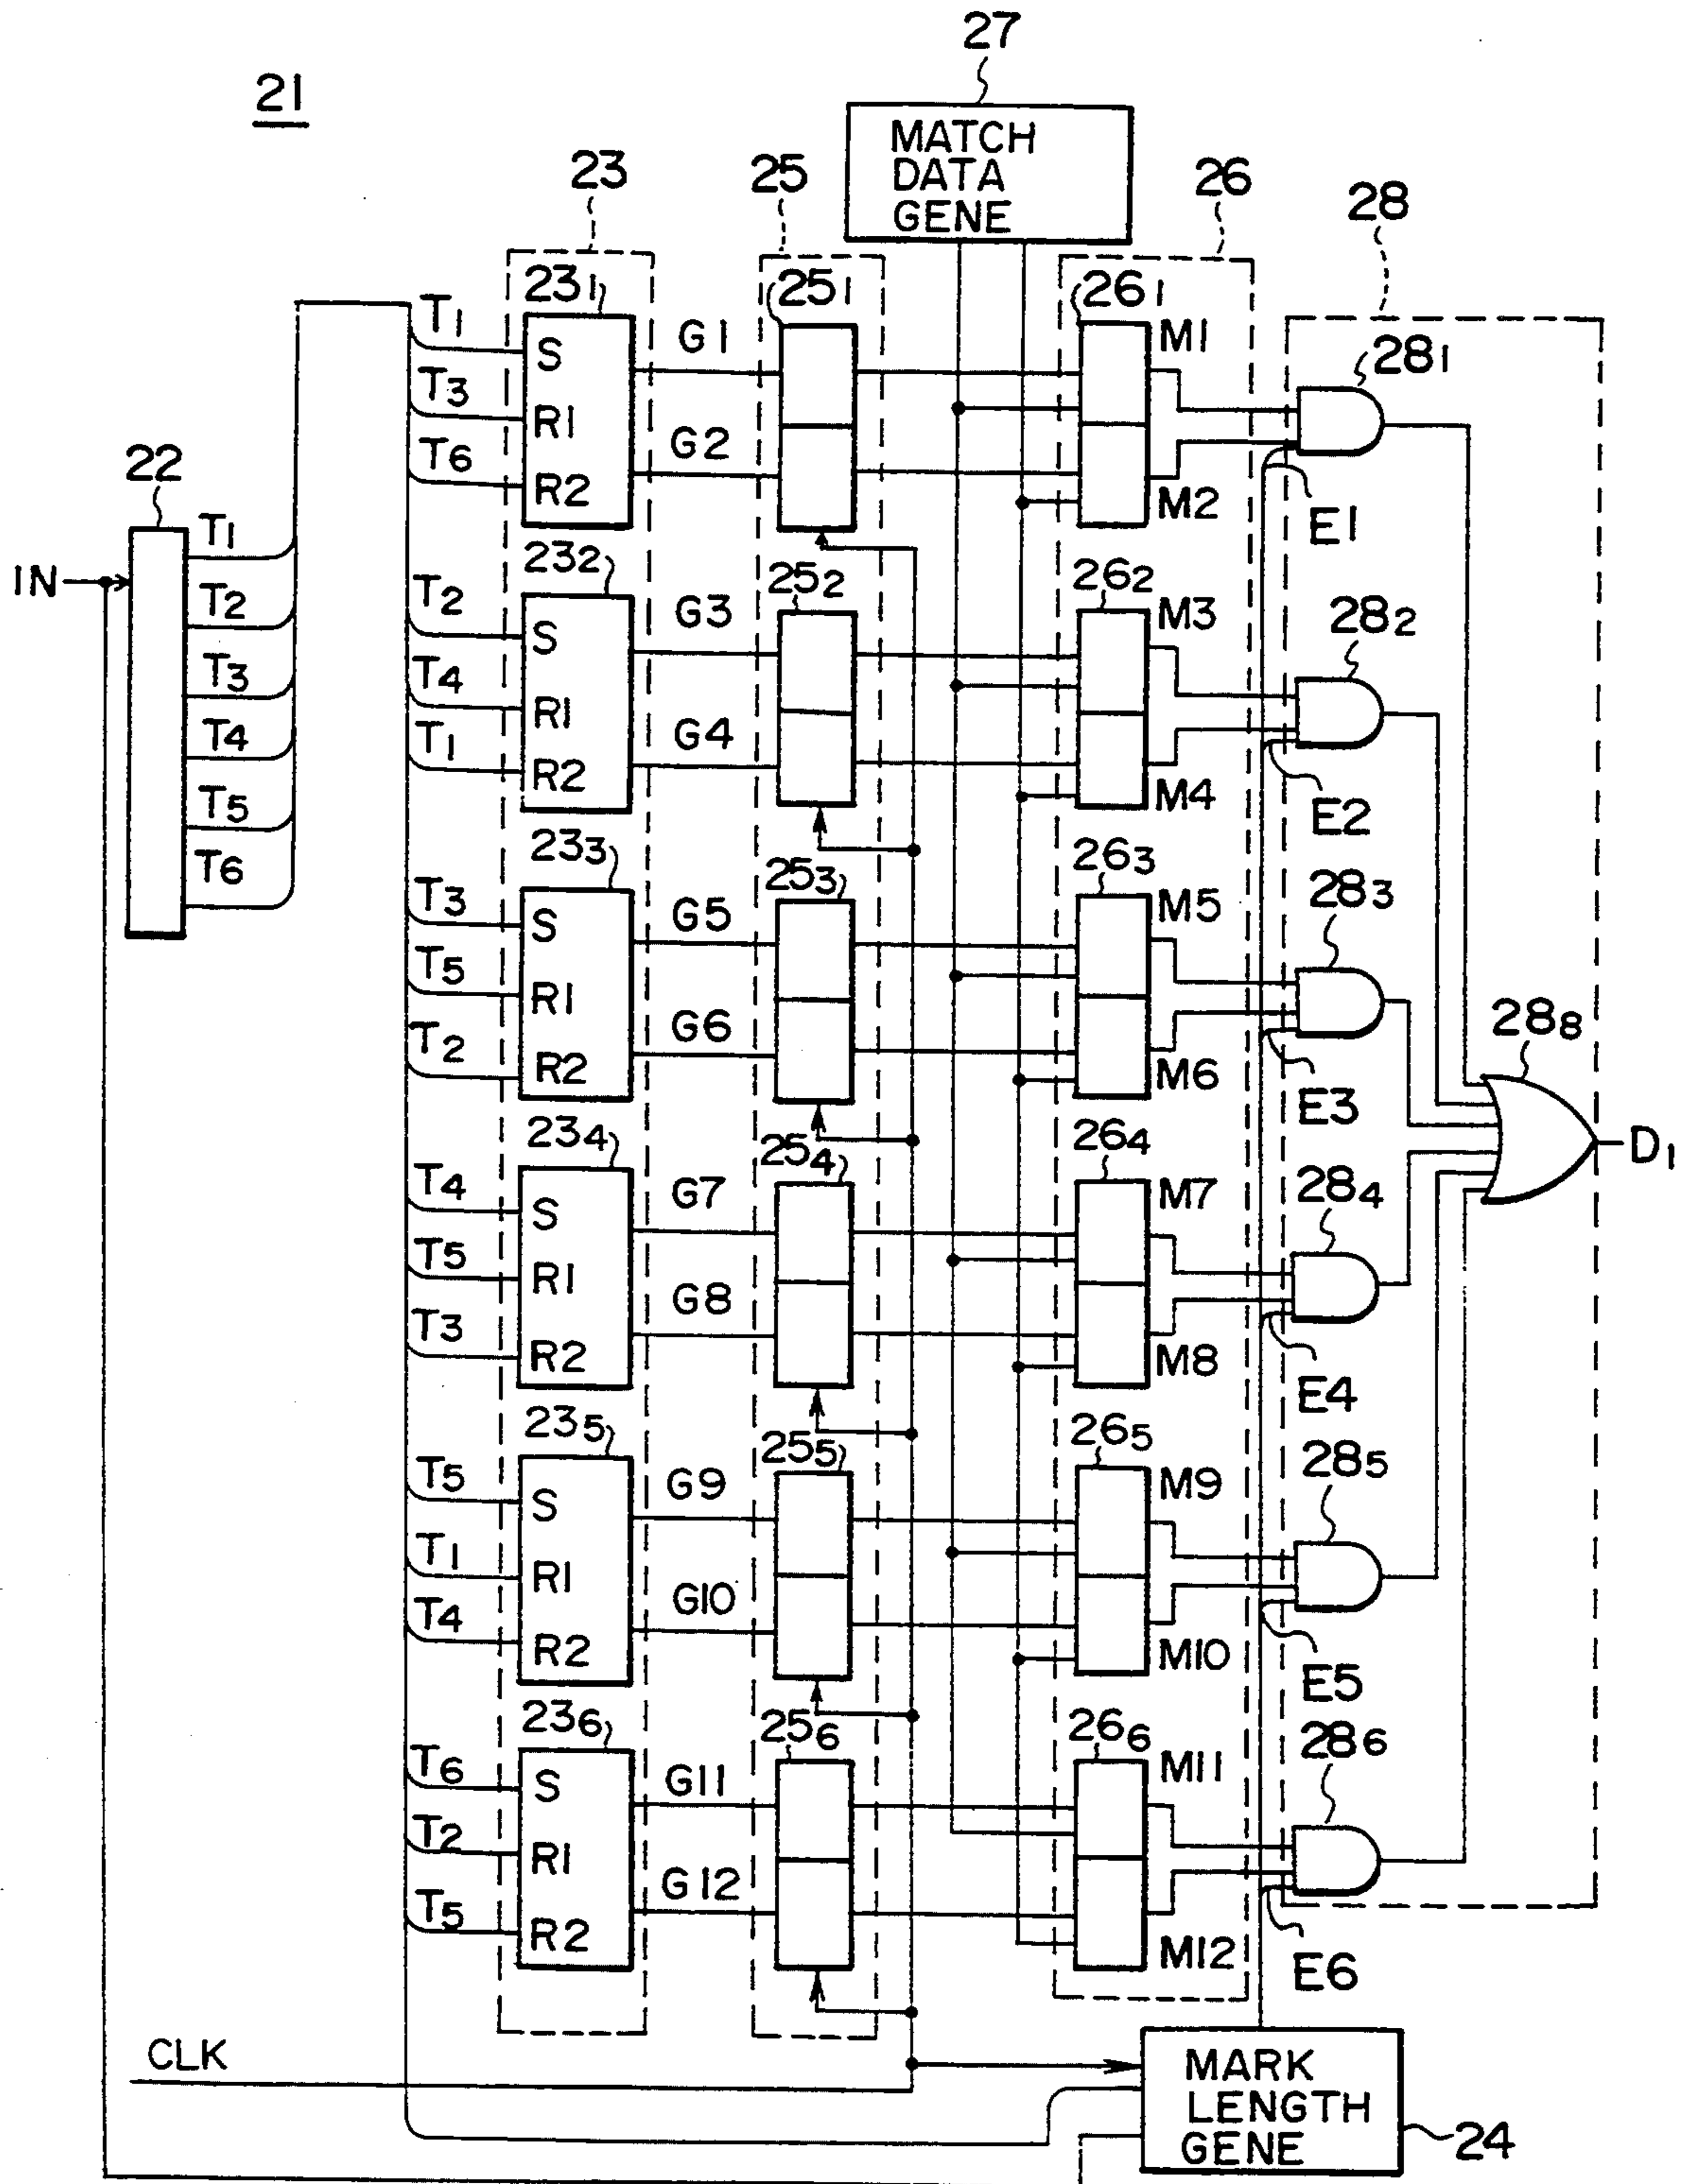 27
21
MATCH
DATA
GENE
23
25
26
28
22
IN
T1
T2
T3
T4
T5
T6
T1
T3
T6
231
S
R1
R2
G1
G2
251
261
M1
M2
281
E1
T2
T4
T1
232
S
R1
R2
G3
G4
252
262
M3
M4
282
E2
T3
T5
T2
233
S
R1
R2
G5
G6
253
263
M5
M6
283
E3
288
D1
T4
T5
T3
234
S
R1
R2
G7
G8
254
264
M7
M8
284
E4
T5
T1
T4
235
S
R1
R2
G9
G10
255
265
M9
M10
285
E5
T6
T2
T5
236
S
R1
R2
G11
G12
256
266
M11
M12
286
E6
CLK
MARK
LENGTH
GENE
24